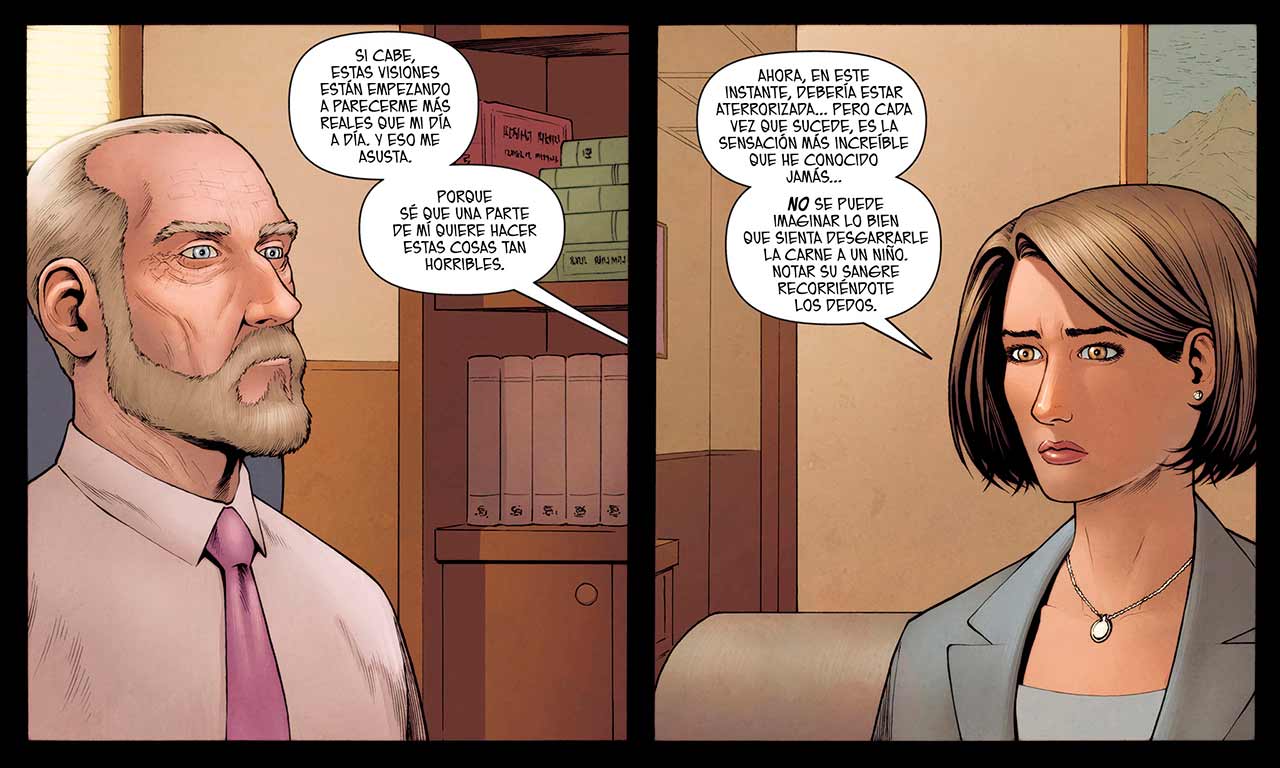 SI CABE,
ESTAS VISIONES
ESTÁN EMPEZANDO
A PARECERME MÁS
REALES QUE MI DÍA
A DÍA. Y ESO ME
ASUSTA.
PORQUE
SÉ QUE UNA PARTE
DE MÍ QUIERE HACER
ESTAS COSAS TAN
HORRIBLES.
AHORA, EN ESTE
INSTANTE, DEBERÍA ESTAR
ATERRORIZADA... PERO CADA
VEZ QUE SUCEDE, ES LA
SENSACIÓN MÁS INCREÍBLE
QUE HE CONOCIDO
JAMÁS...
NO SE PUEDE
IMAGINAR LO BIEN
QUE SIENTA DESGARRARLE
LA CARNE A UN NIÑO.
NOTAR SU SANGRE
RECORRIÉNDOTE
LOS DEDOS.